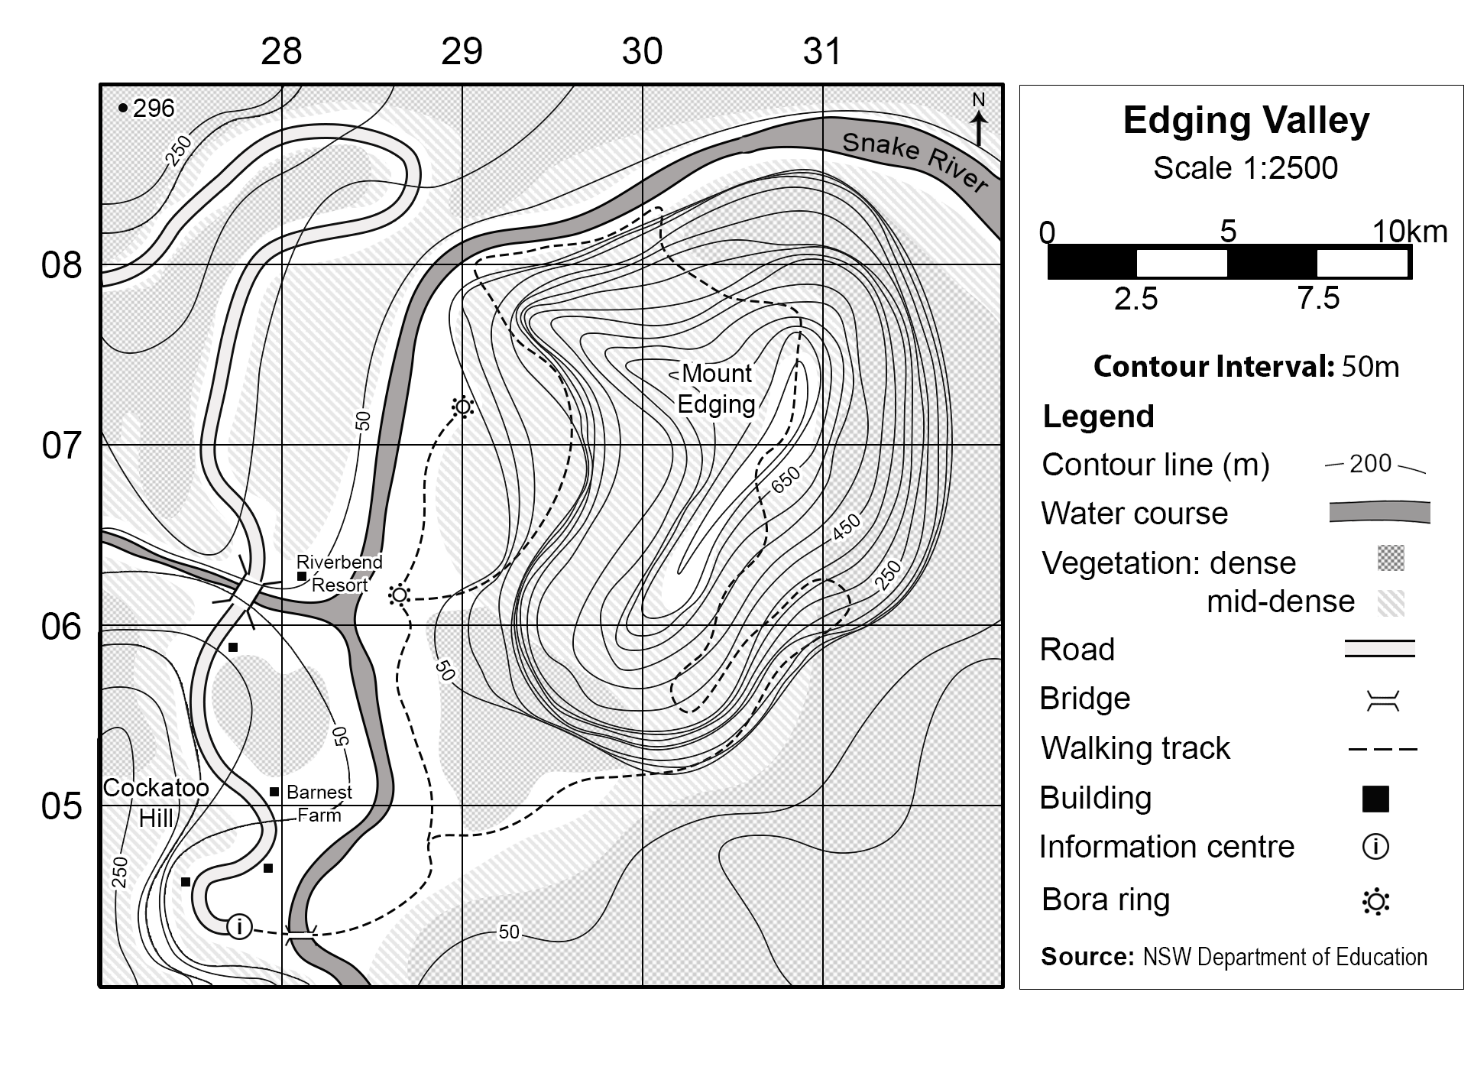 28 29 30 31
N
296
250
Snake River
08
50
Mount
Edging
07
650
450
250
Riverbend
Resort
06
50
50
Cockatoo
Hill
Barnest
Farm
05
250
i
50
Edging Valley
Scale 1:2500
0 5 10km
2.5 7.5
Contour Interval: 50m
Legend
Contour line (m) 200
Water course
Vegetation: dense
mid-dense
Road
Bridge
Walking track
Building
Information centre i
Bora ring
Source: NSW Department of Education